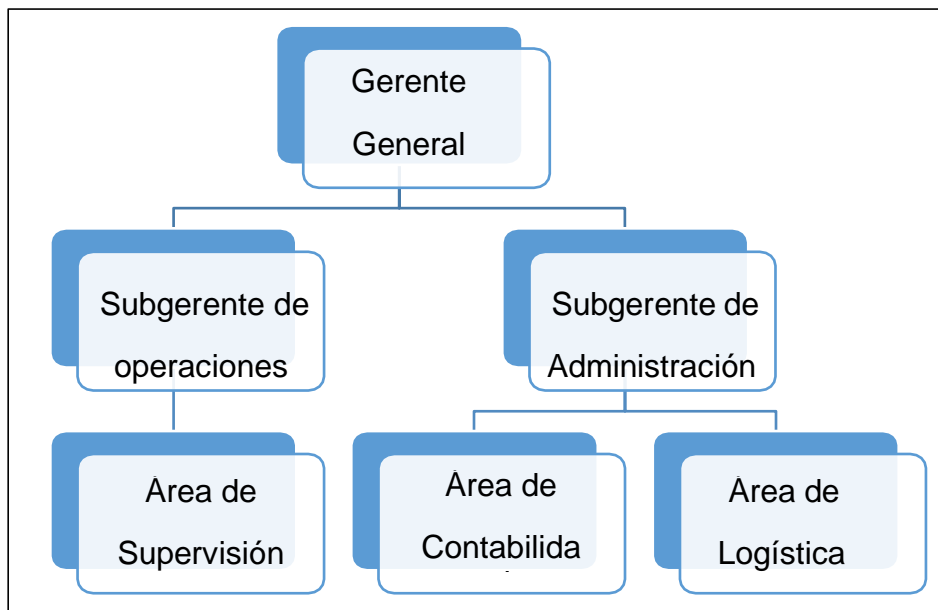 Gerente
General
Subgerente de
operaciones
Subgerente de
Administración
Área de
Supervisión
Área de
Contabilida
Área de
Logística